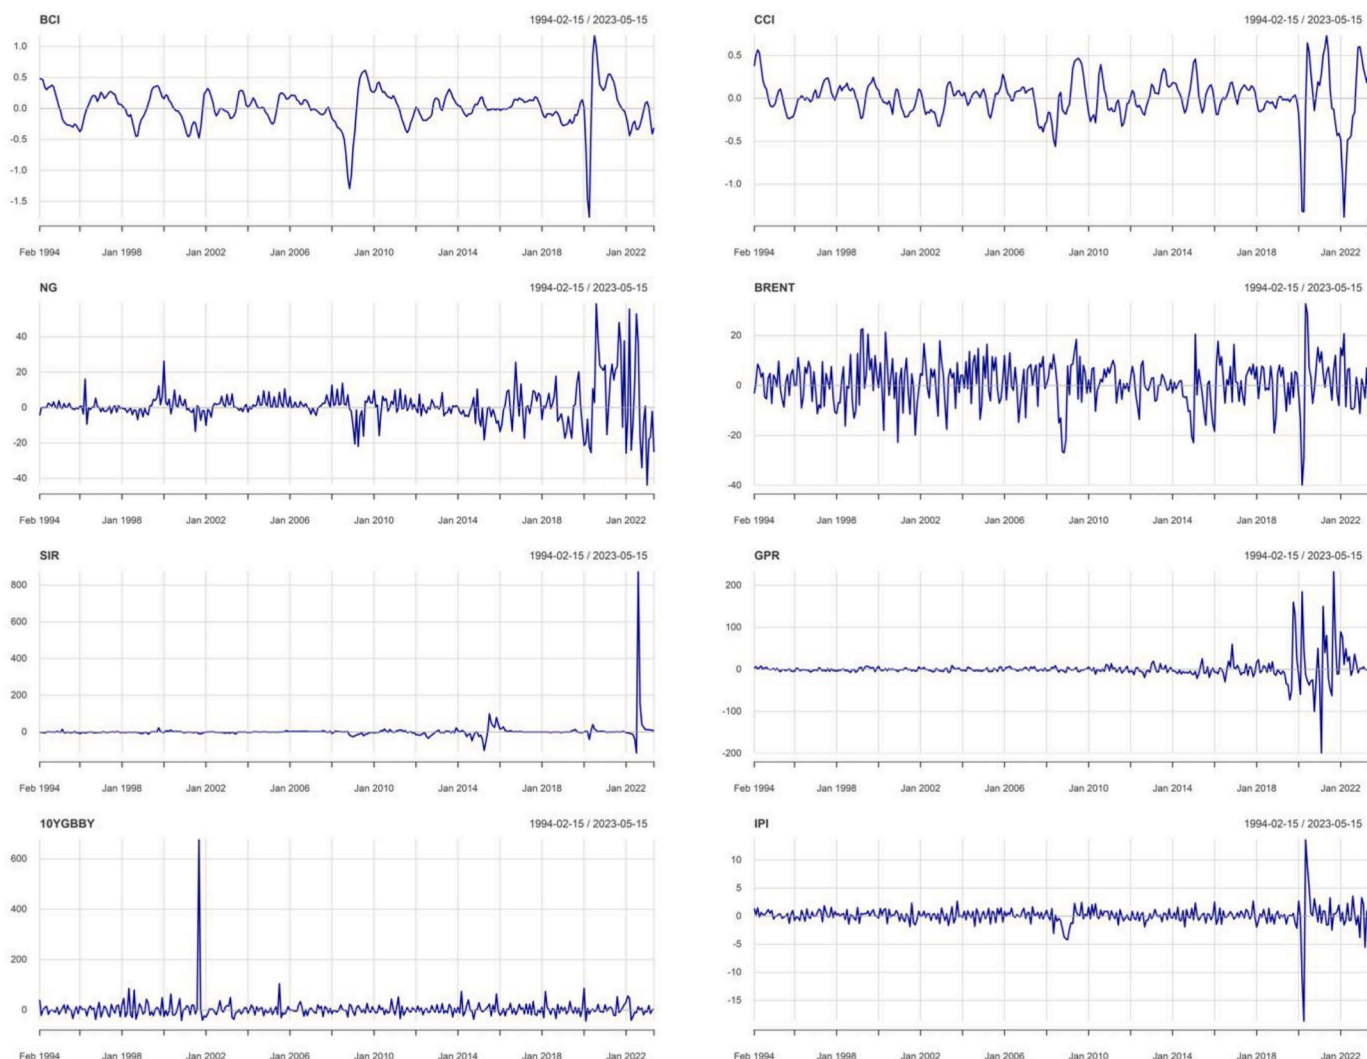 BCI 1994-02-15 / 2023-05-15
1.0
0.5
0.0
-0.5
-1.0
-1.5
Feb 1994 Jan 1998 Jan 2002 Jan 2006 Jan 2010 Jan 2014 Jan 2018 Jan 2022
CCI 1994-02-15 / 2023-05-15
0.5
0.0
-0.5
-1.0
Feb 1994 Jan 1998 Jan 2002 Jan 2006 Jan 2010 Jan 2014 Jan 2018 Jan 2022
NG 1994-02-15 / 2023-05-15
40
20
0
-20
-40
Feb 1994 Jan 1998 Jan 2002 Jan 2006 Jan 2010 Jan 2014 Jan 2018 Jan 2022
BRENT 1994-02-15 / 2023-05-15
20
0
-20
-40
Feb 1994 Jan 1998 Jan 2002 Jan 2006 Jan 2010 Jan 2014 Jan 2018 Jan 2022
SIR 1994-02-15 / 2023-05-15
800
600
400
200
0
Feb 1994 Jan 1998 Jan 2002 Jan 2006 Jan 2010 Jan 2014 Jan 2018 Jan 2022
GPR 1994-02-15 / 2023-05-15
200
100
0
-100
-200
Feb 1994 Jan 1998 Jan 2002 Jan 2006 Jan 2010 Jan 2014 Jan 2018 Jan 2022
10YGBBY 1994-02-15 / 2023-05-15
600
400
200
0
Feb 1994 Jan 1998 Jan 2002 Jan 2006 Jan 2010 Jan 2014 Jan 2018 Jan 2022
IPI 1994-02-15 / 2023-05-15
10
5
0
-5
-10
-15
Feb 1994 Jan 1998 Jan 2002 Jan 2006 Jan 2010 Jan 2014 Jan 2018 Jan 2022